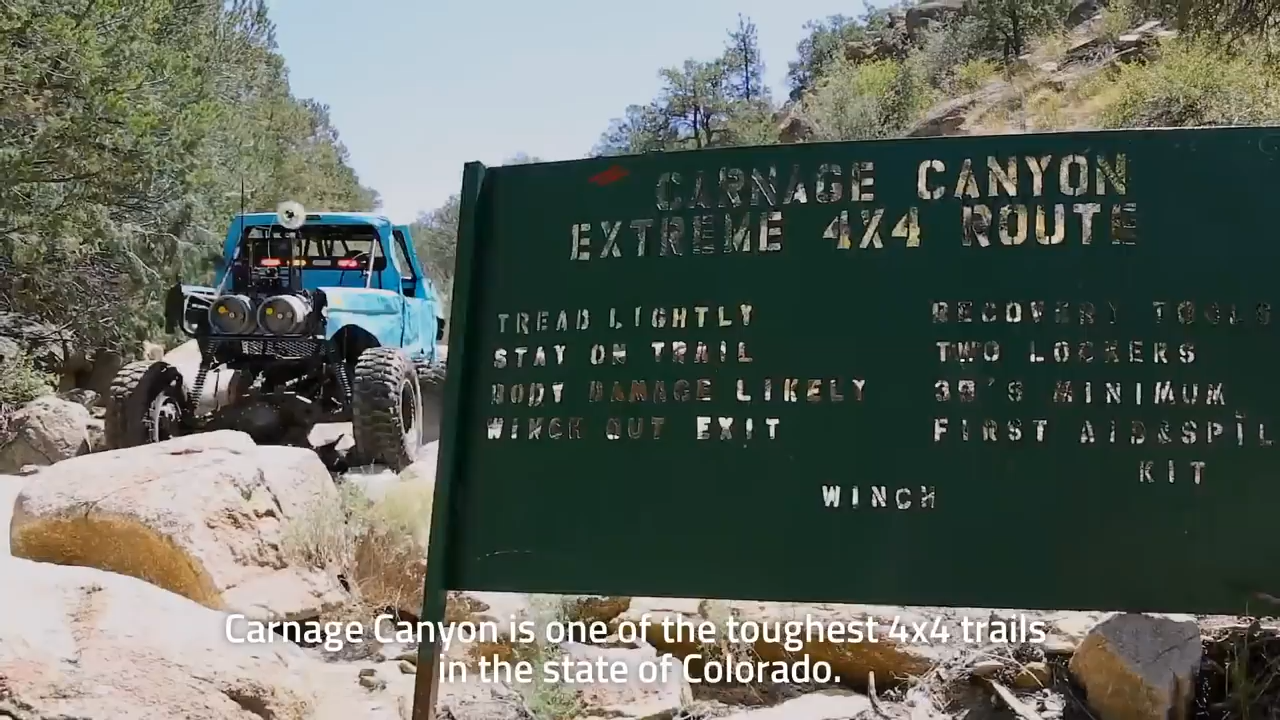 CARNAGE CANYON
EXTREME 4X4 ROUTE
TREAD LIGHTLY
STAY ON TRAIL
BODY DAMAGE LIKELY
WINCH OUT EXIT
RECOVERY TOOLS
TWO LOCKERS
MINIMUM
FIRST AID&SPIL
KIT
WINCH
Carnage Canyon is one of the toughest 4x4 trails
in the state of Colorado.